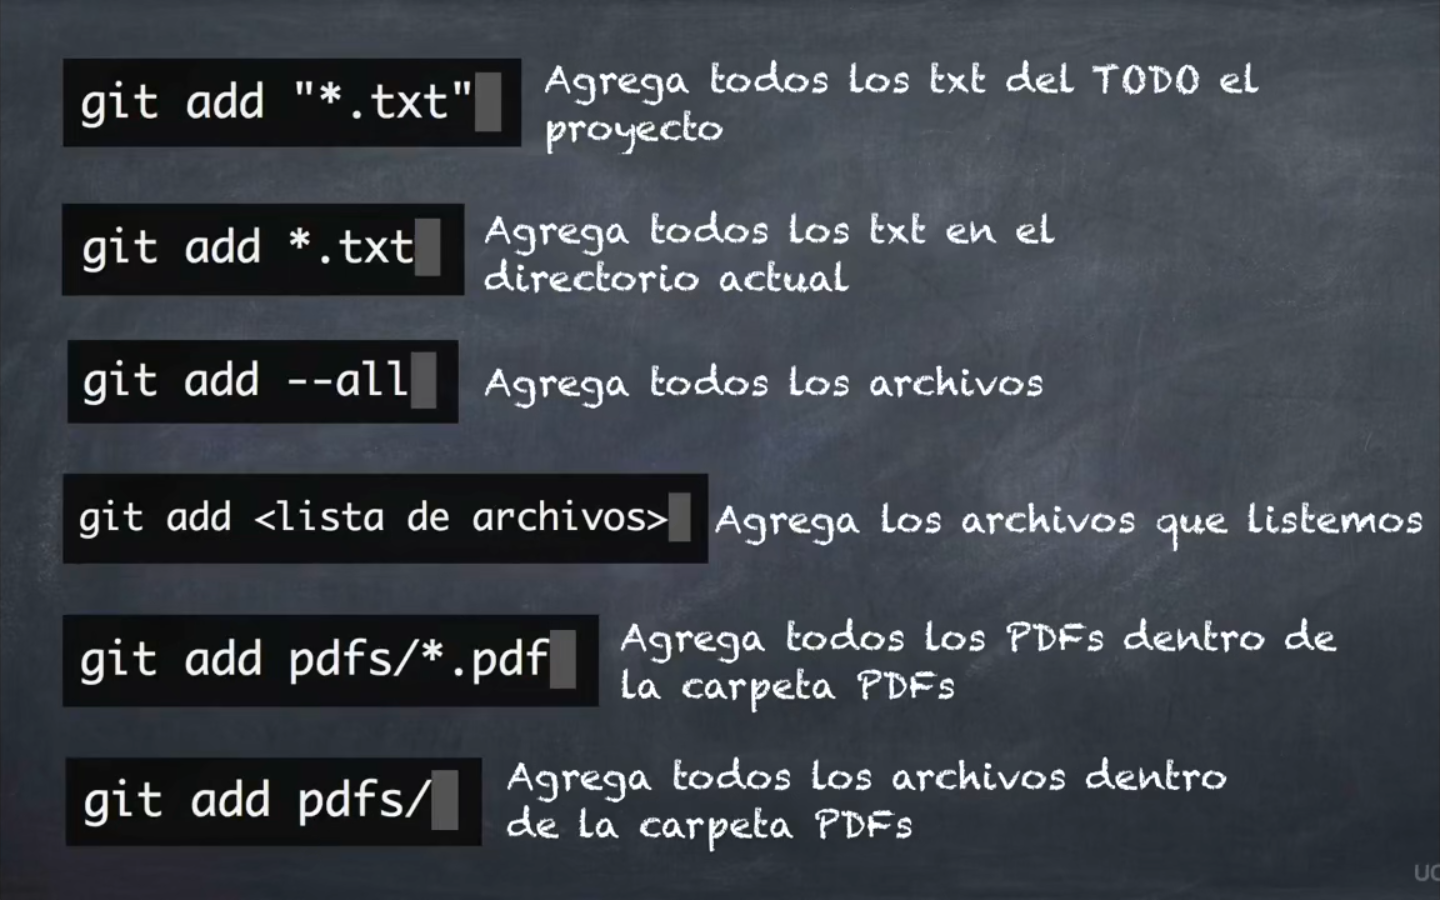 git add "*.txt"
Agrega todos los txt del TODO el
proyecto
git add *.txt
Agrega todos los txt en el
directorio actual
git add --all
Agrega todos los archivos
git add <lista de archivos>
Agrega los archivos que listemos
git add pdfs/*.pdf
Agrega todos los PDFs dentro de
la carpeta PDFs
git add pdfs/
Agrega todos los archivos dentro
de la carpeta PDFs